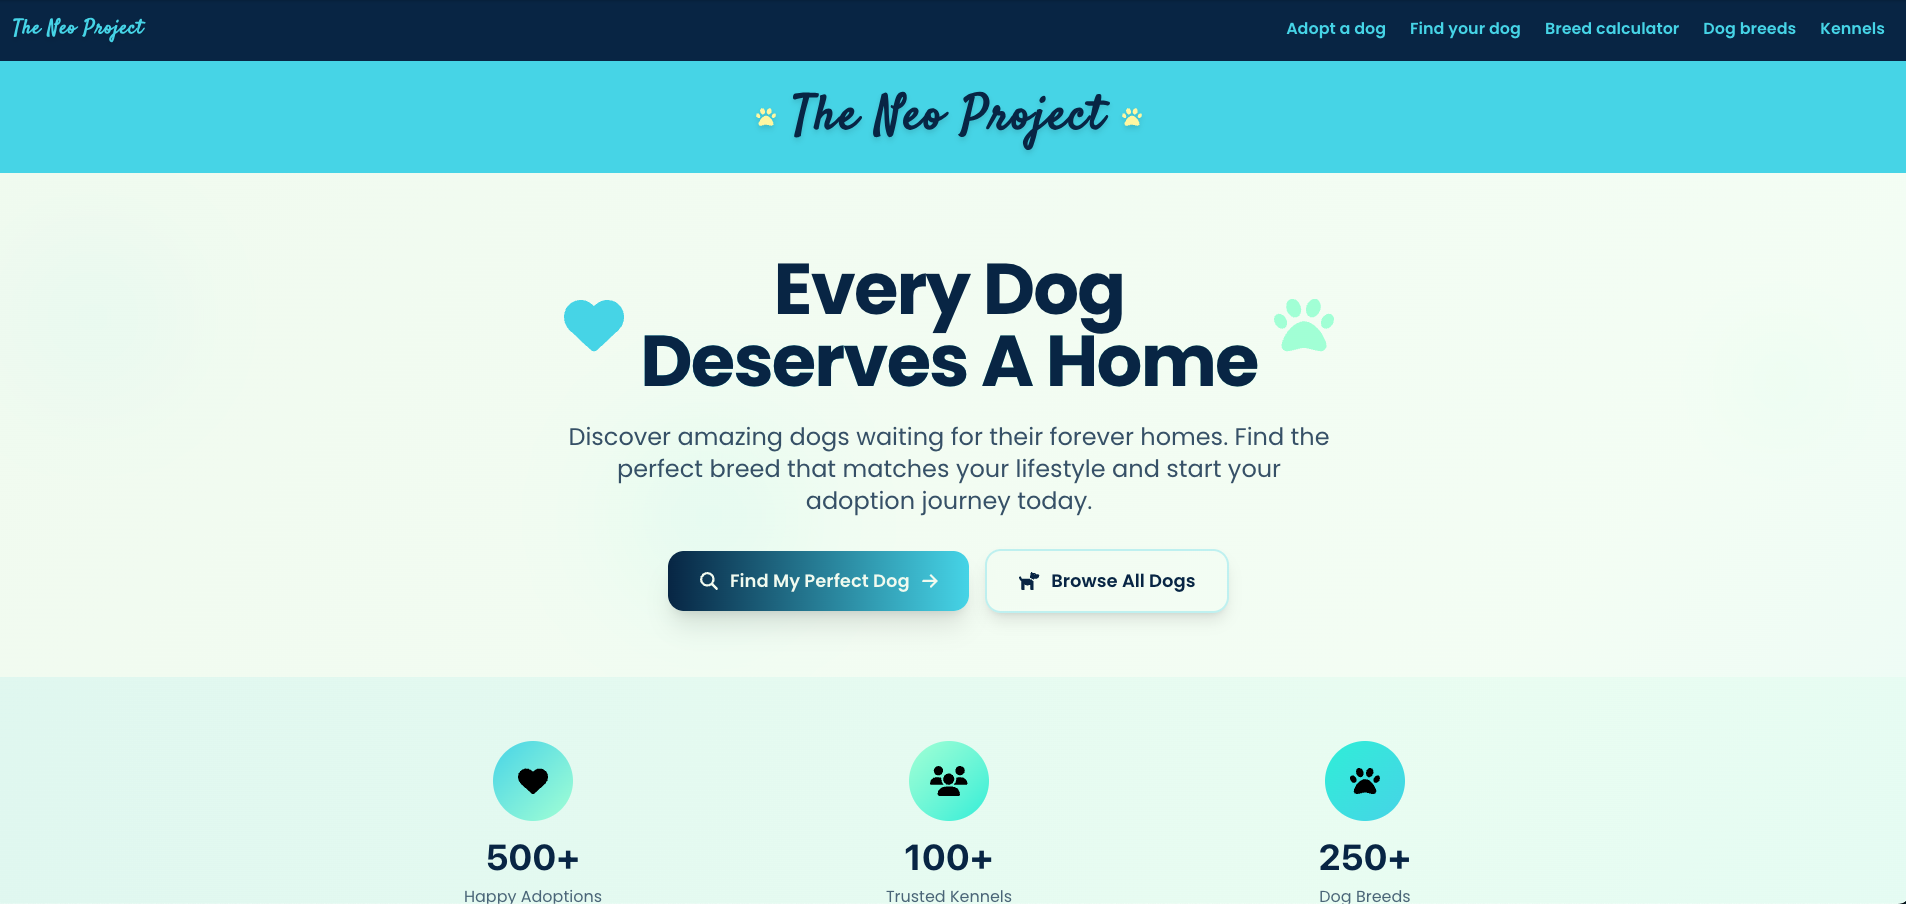 The Neo Project
Adopt a dog
Find your dog
Breed calculator
Dog breeds
Kennels
The Neo Project
Every Dog
Deserves A Home
Discover amazing dogs waiting for their forever homes. Find the
perfect breed that matches your lifestyle and start your
adoption journey today.
Find My Perfect Dog
Browse All Dogs
500+
100+
250+
Happy Adoptions
Trusted Kennels
Dog Breeds